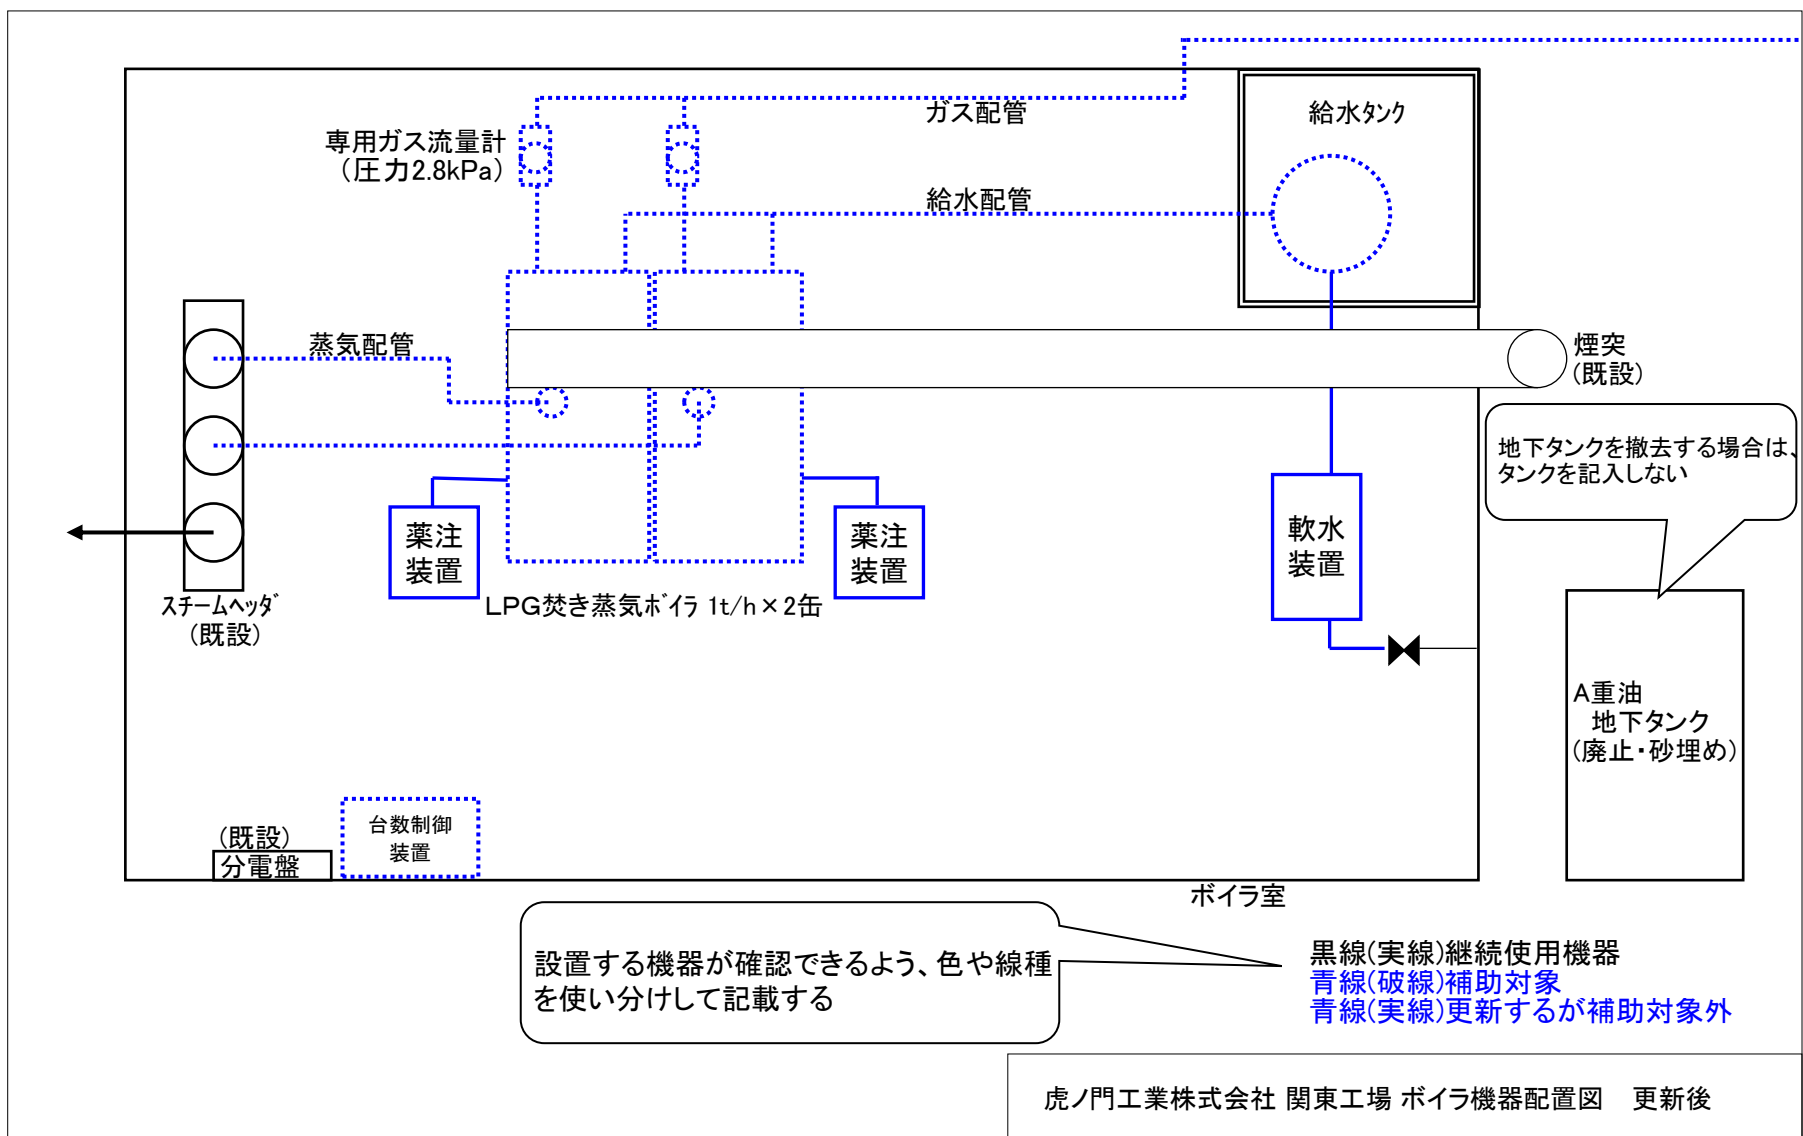 ガス配管
給水タンク
専用ガス流量計
（圧力2.8kPa）
給水配管
蒸気配管
煙突
(既設)
地下タンクを撤去する場合は、
タンクを記入しない
薬注
装置
薬注
装置
軟水
装置
スチームヘッダ
(既設)
LPG焚き蒸気ボイラ 1t/h×2缶
A重油
地下タンク
(廃止・砂埋め)
台数制御
装置
(既設)
分電盤
ボイラ室
設置する機器が確認できるよう、色や線種
を使い分けして記載する
黒線(実線)継続使用機器
青線(破線)補助対象
青線(実線)更新するが補助対象外
虎ノ門工業株式会社 関東工場 ボイラ機器配置図　更新後